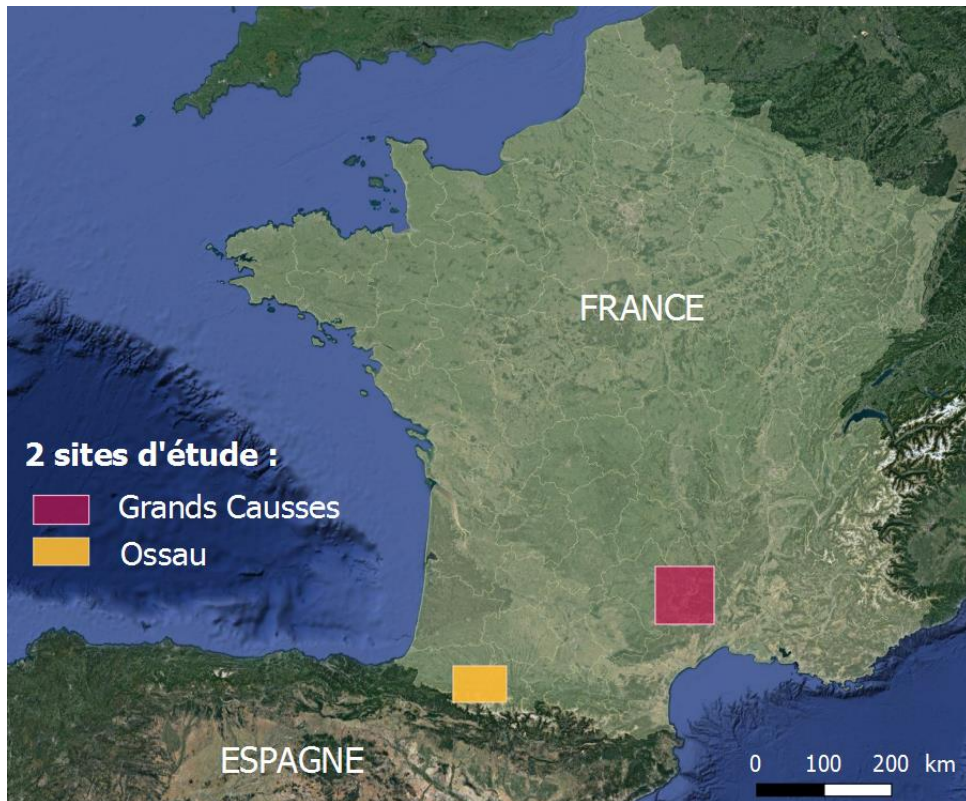 FRANCE
2 sites d'étude :
Grands Causses
Ossau
ESPAGNE
0 100 200 km